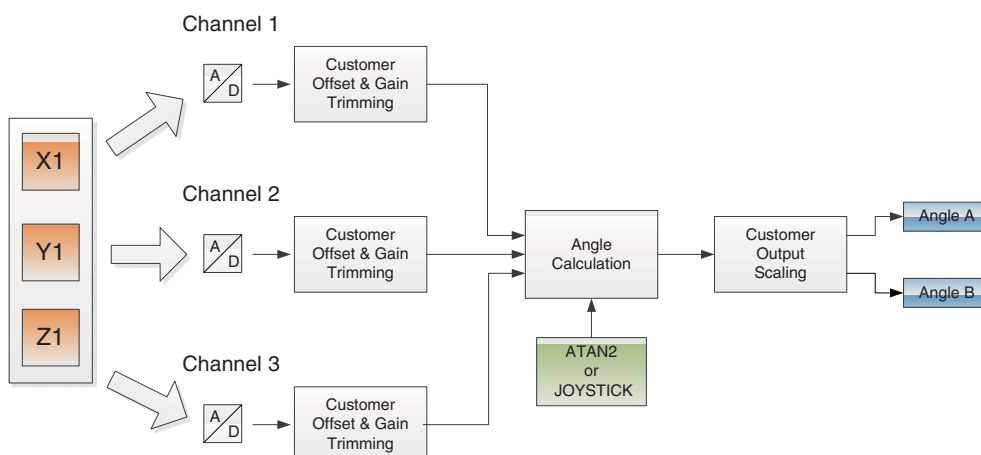 Channel 1
A
D
Customer
Offset & Gain
Trimming
X1
Channel 2
Y1
A
D
Customer
Offset & Gain
Trimming
Angle
Calculation
Customer
Output
Scaling
Angle A
Angle B
Z1
ATAN2
or
JOYSTICK
Channel 3
A
D
Customer
Offset & Gain
Trimming